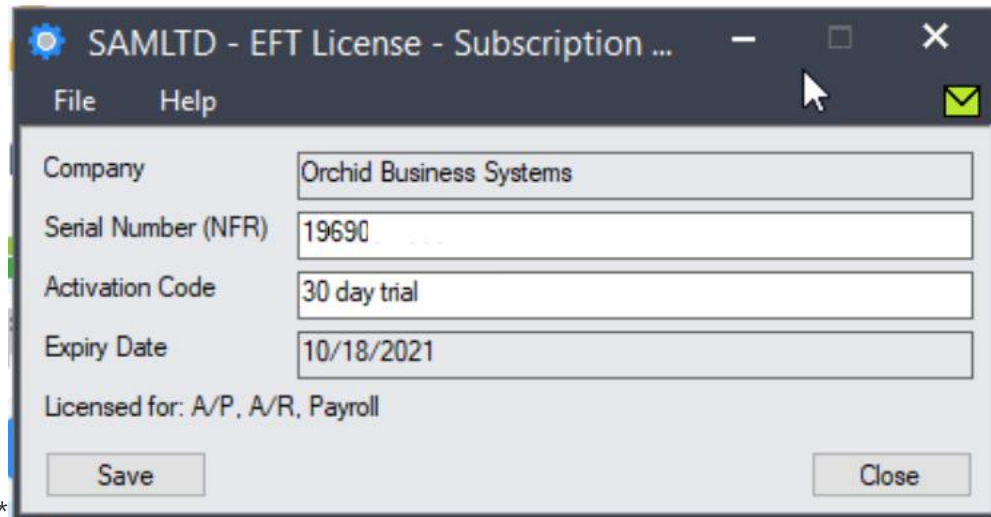 SAMLTD - EFT License - Subscription ...
File Help
Company Orchid Business Systems
Serial Number (NFR) 19690
Activation Code 30 day trial
Expiry Date 10/18/2021
Licensed for: A/P, A/R, Payroll
Save Close
*